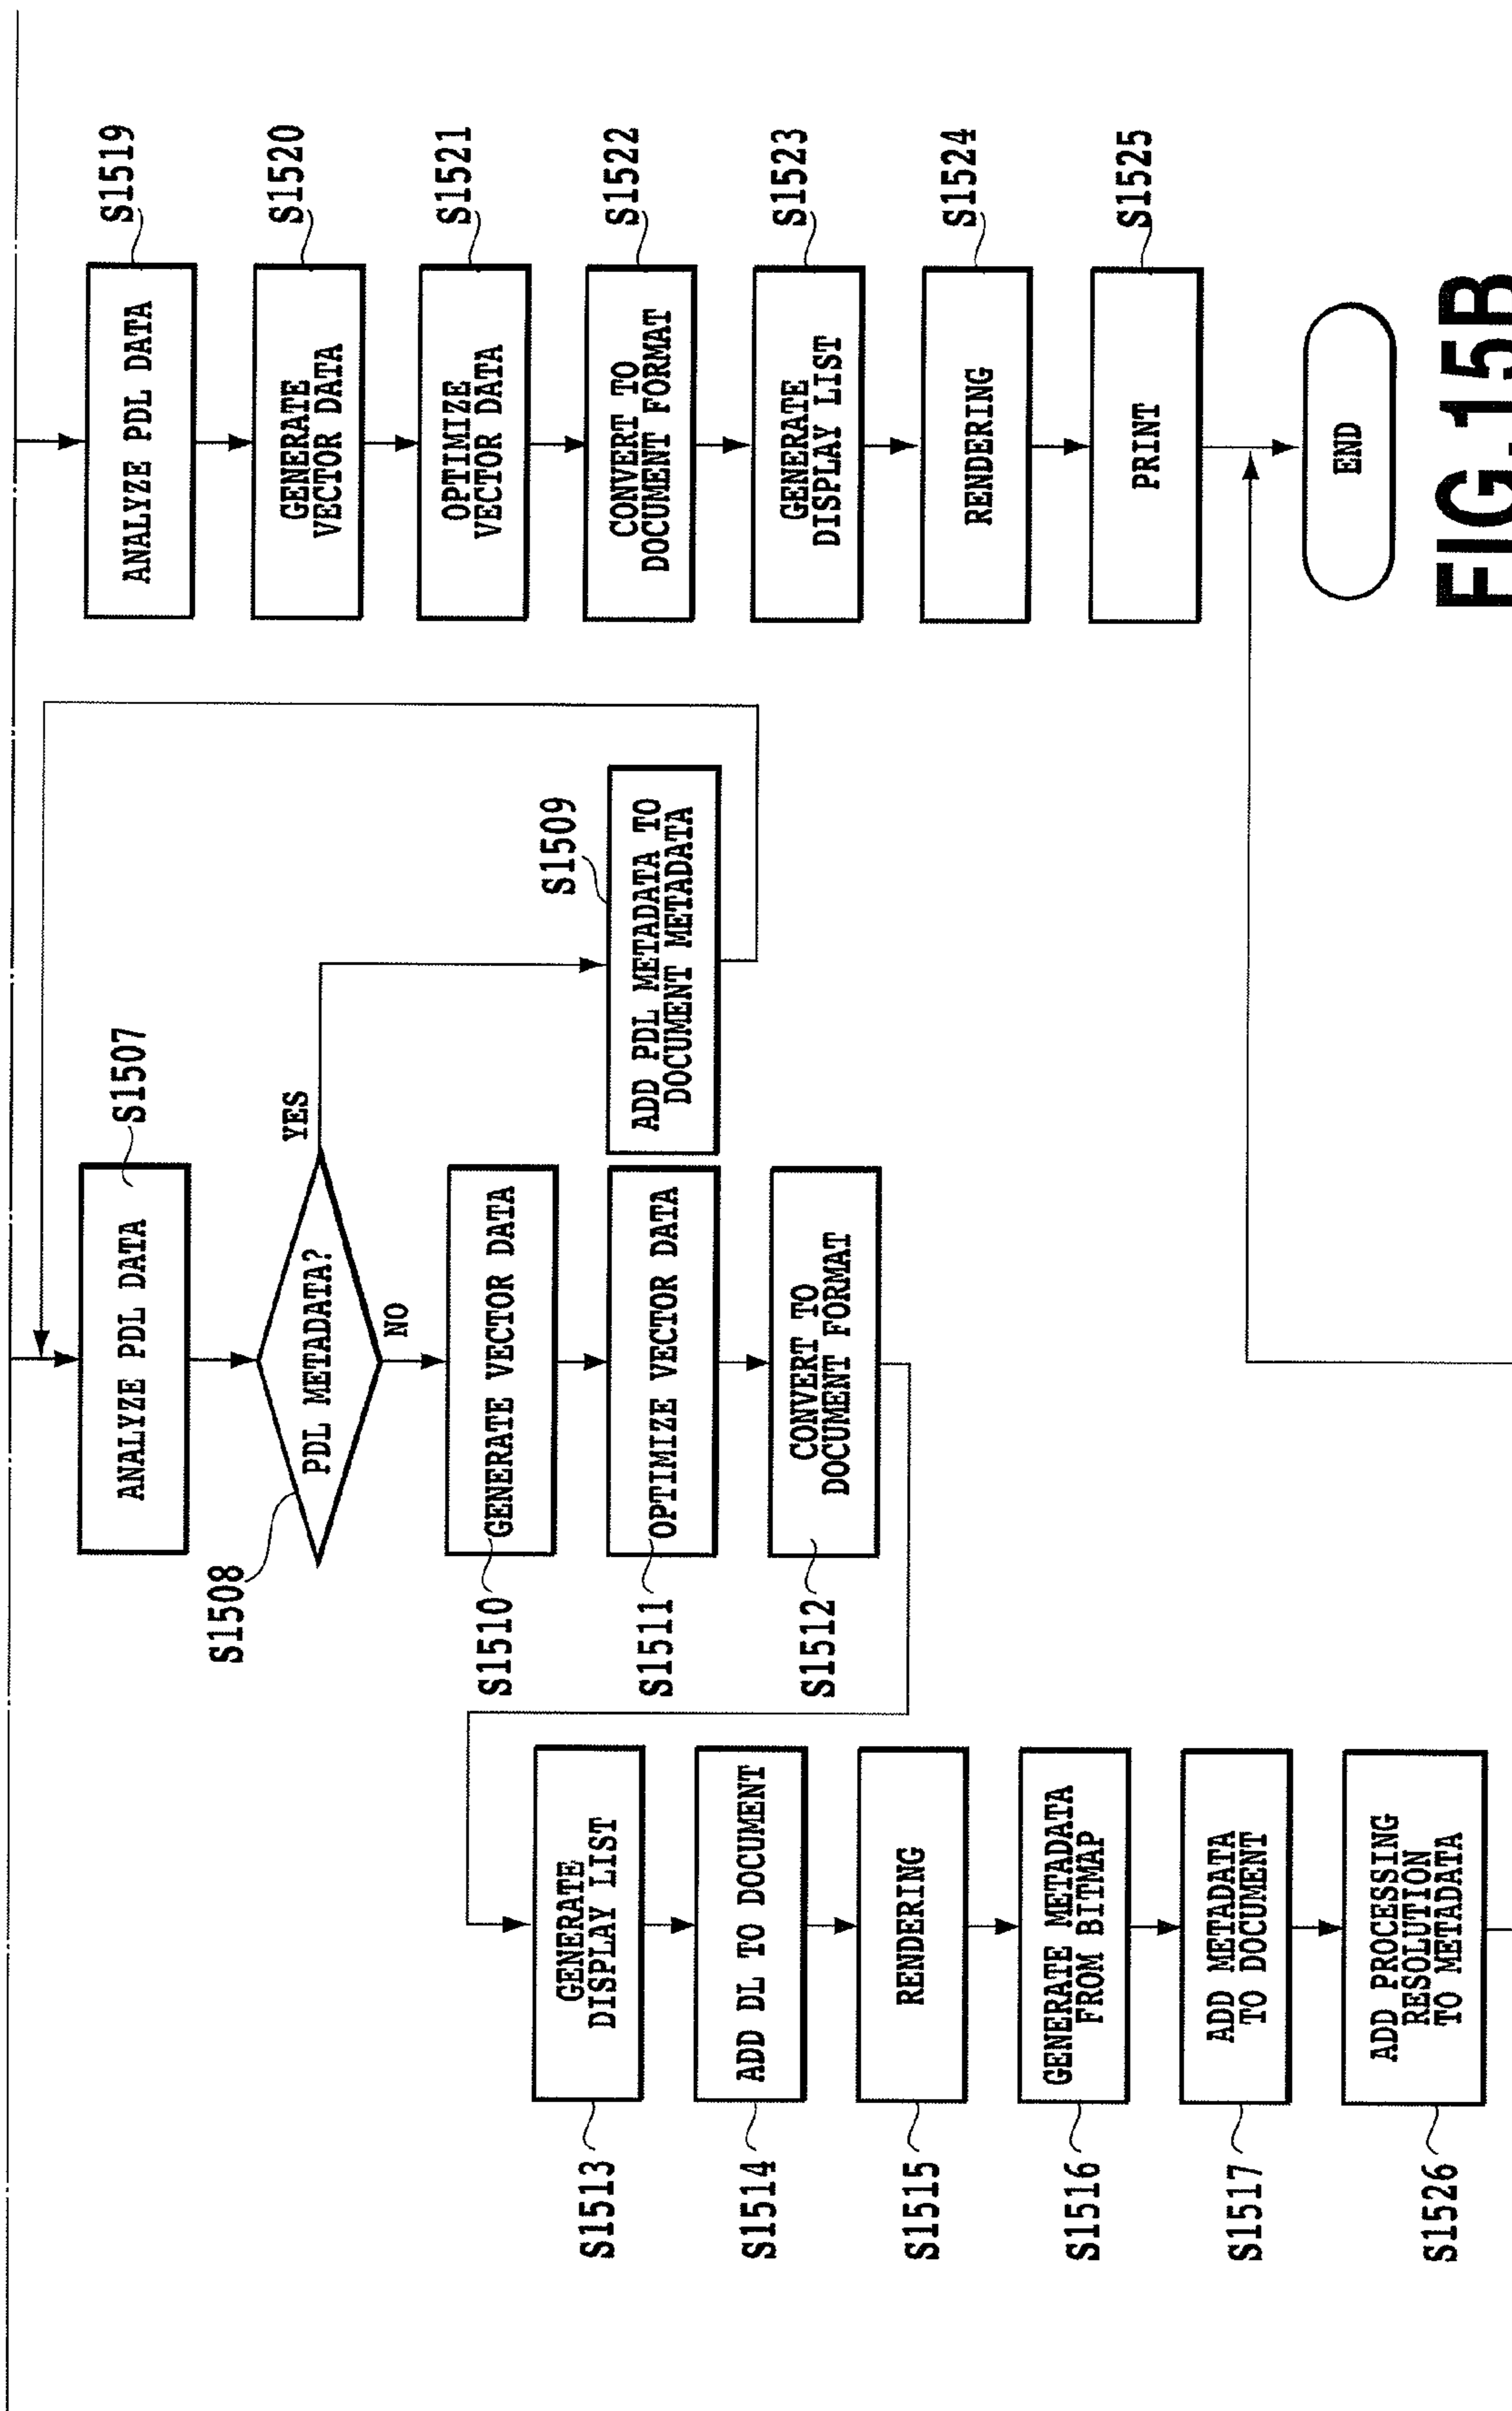 S1507
ANALYZE PDL DATA
S1508
PDL METADATA?
YES
NO
S1509
ADD PDL METADATA TO
DOCUMENT METADATA
S1510
GENERATE VECTOR DATA
S1511
OPTIMIZE VECTOR DATA
S1512
CONVERT TO
DOCUMENT FORMAT
S1513
GENERATE
DISPLAY LIST
S1514
ADD DL TO DOCUMENT
S1515
RENDERING
S1516
GENERATE METADATA
FROM BITMAP
S1517
ADD METADATA
TO DOCUMENT
S1526
ADD PROCESSING
RESOLUTION
TO METADATA
S1519
ANALYZE PDL DATA
S1520
GENERATE
VECTOR DATA
S1521
OPTIMIZE
VECTOR DATA
S1522
CONVERT TO
DOCUMENT FORMAT
S1523
GENERATE
DISPLAY LIST
S1524
RENDERING
S1525
PRINT
END
FIG.15B